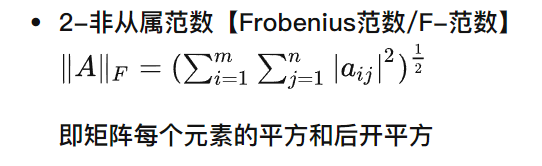 • 2-非从属范数【Frobenius范数/F-范数】
‖A‖_F = (∑_{i=1}^{m} ∑_{j=1}^{n} |a_{ij}|^2)^{1/2}
即矩阵每个元素的平方和后开平方